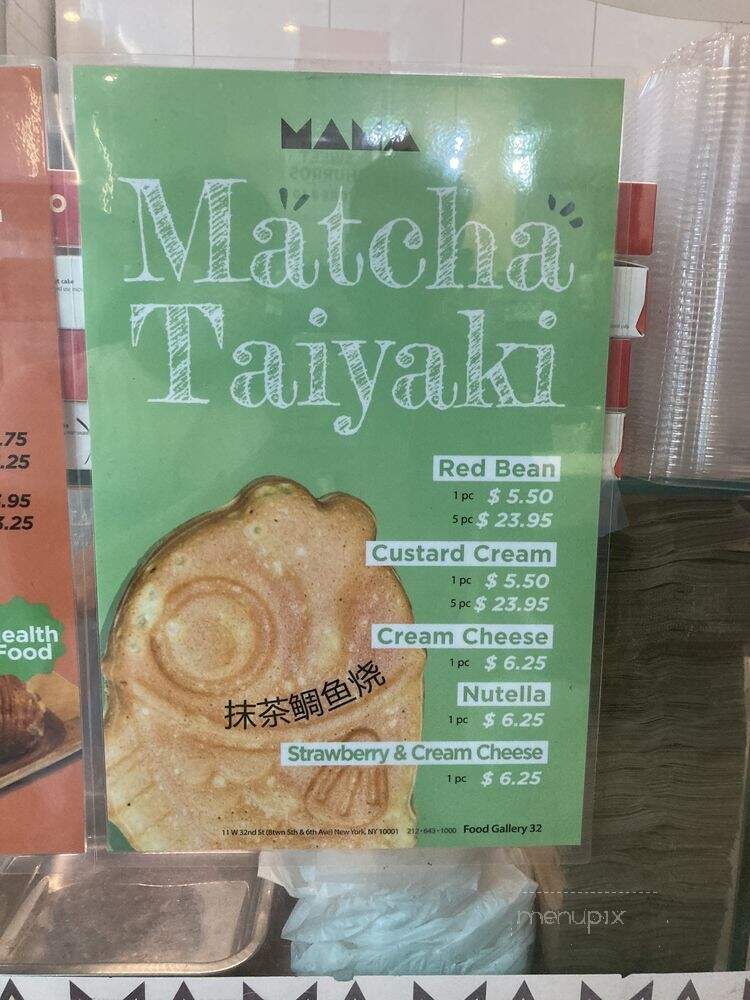 MAMA
Matcha
Taiyaki
Red Bean
1 pc $ 5.50
5 pc $ 23.95
Custard Cream
1 pc $ 5.50
5 pc $ 23.95
Cream Cheese
1 pc $ 6.25
Nutella
1 pc $ 6.25
Strawberry & Cream Cheese
1 pc $ 6.25
抹茶鲷鱼烧
11 W 32nd St (Btwn 5th & 6th Ave) New York, NY 10001 212-643-1000 Food Gallery 32
.75
.25
.95
.25
ealth
Food
menupix